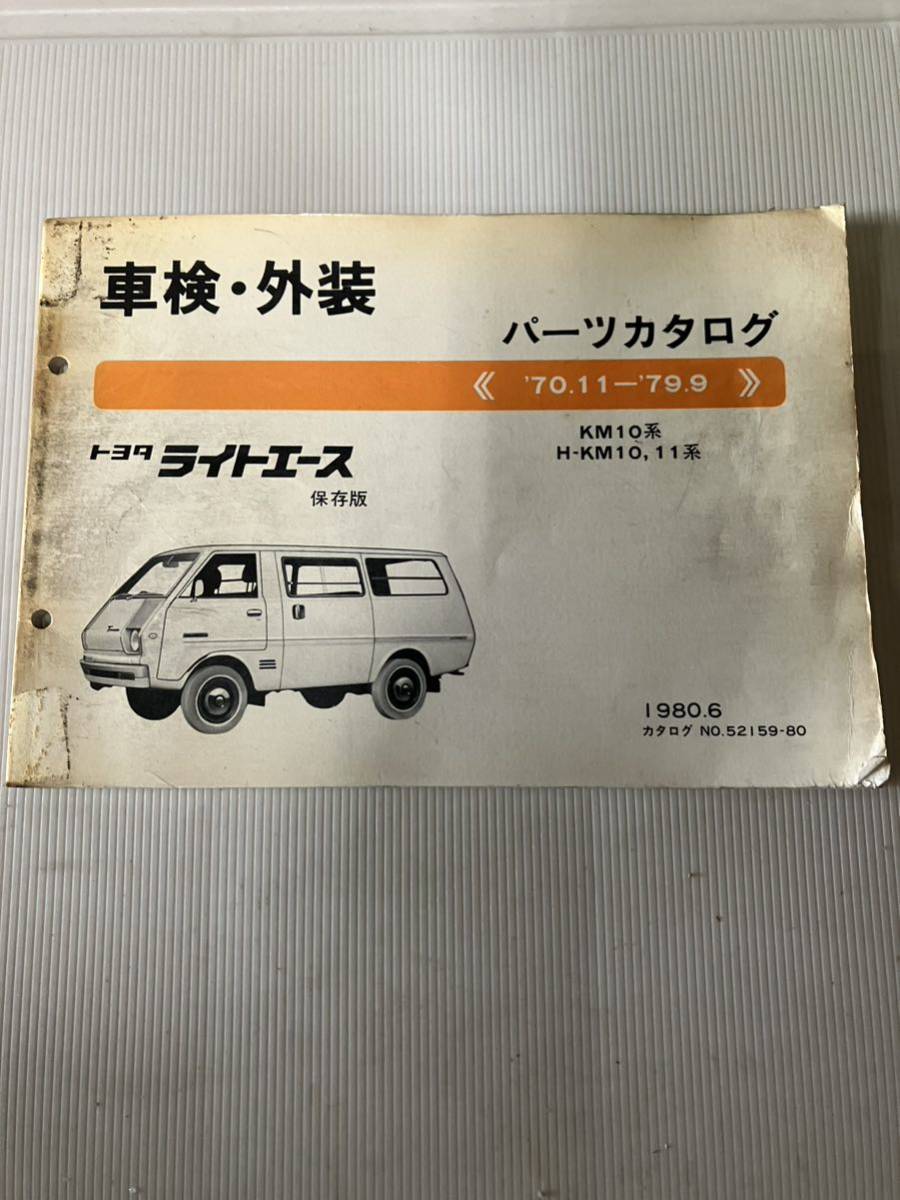 車検・外装
パーツカタログ
《 '70.11—'79.9 》
KM10系
H-KM10,11系
トヨタ ライトエース
保存版
1980.6
カタログ NO.52159-80